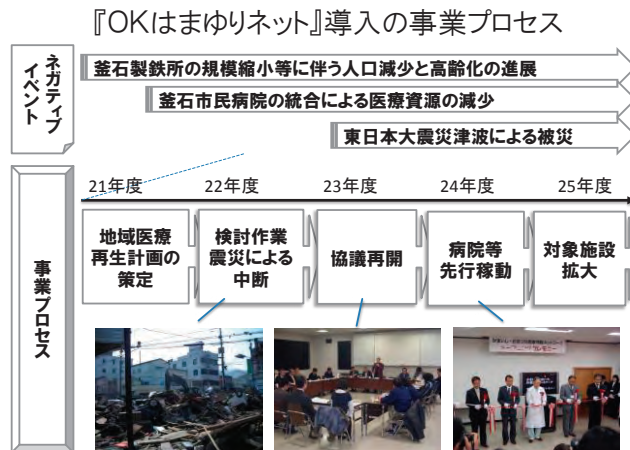 『OKはまゆりネット』導入の事業プロセス
ネガティブ
イベント
釜石製鉄所の規模縮小等に伴う人口減少と高齢化の進展
釜石市民病院の統合による医療資源の減少
東日本大震災津波による被災
21年度
22年度
23年度
24年度
25年度
事業プロセス
地域医療
再生計画の
策定
検討作業
震災による
中断
協議再開
病院等
先行稼動
対象施設
拡大